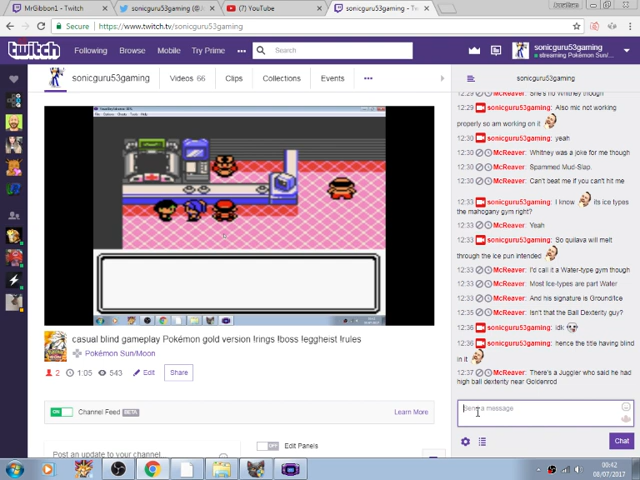 MrGibbon1 - Twitch
sonicguru53gaming (@
YouTube
sonicguru53gaming - Twi
Secure | https://www.twitch.tv/sonicguru53gaming
twitch
Following
Browse
Mobile
Try Prime
Search
sonicguru53gaming
streaming Pokémon Sun/
sonicguru53gaming
Videos 66
Clips
Collections
Events
sonicguru53gaming
casual blind gameplay Pokémon gold version !rings !boss !eggheist !rules
Pokémon Sun/Moon
2
1:05
543
Edit
Share
ON
Channel Feed BETA
Learn More
OFF
Edit Panels
Post an update to your channel
12:29 McReaver: She's no Whitney though
12:29 sonicguru53gaming: Also mic not working
properly so am working on it
12:30 sonicguru53gaming: yeah
12:30 McReaver: Whitney was a joke for me though
12:30 McReaver: Spammed Mud-Slap.
12:30 McReaver: Can't beat me if you can't hit
me
12:33 sonicguru53gaming: I know its ice types
the mahogany gym right?
12:33 McReaver: Yeah
12:33 sonicguru53gaming: So quilava will melt
through the ice pun intended
12:33 McReaver: I'd call it a Water-type gym though
12:33 McReaver: Most Ice-types are part Water
12:33 McReaver: And his signature is Ground/Ice
12:35 McReaver: Isn't that the Ball Dexterity guy?
12:36 sonicguru53gaming: idk
12:36 sonicguru53gaming: hence the title having blind
in it
12:37 McReaver: There's a Juggler who said he had
high ball dexterity near Goldenrod
Send a message
Chat
00:42
08/07/2017